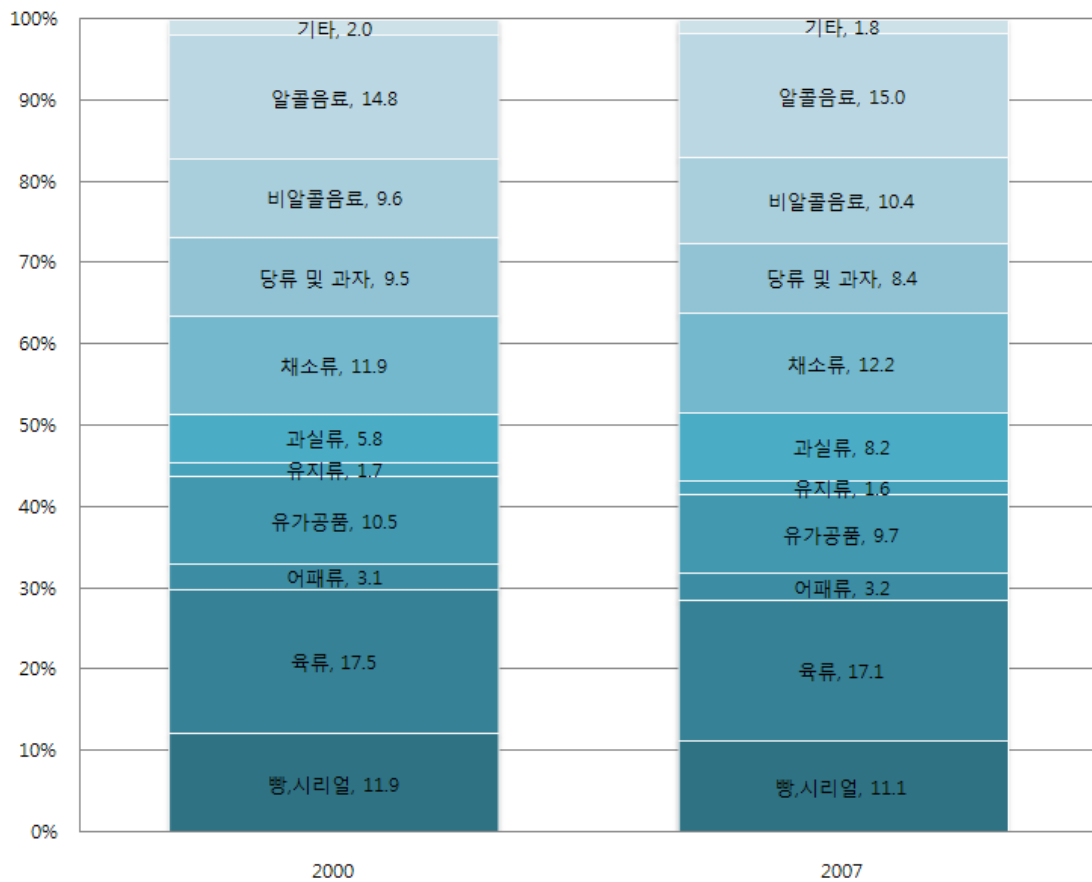 100%
90%
80%
70%
60%
50%
40%
30%
20%
10%
0%
기타, 2.0
알콜음료, 14.8
비알콜음료, 9.6
당류 및 과자, 9.5
채소류, 11.9
과실류, 5.8
유지류, 1.7
유가공품, 10.5
어패류, 3.1
육류, 17.5
빵,시리얼, 11.9
기타, 1.8
알콜음료, 15.0
비알콜음료, 10.4
당류 및 과자, 8.4
채소류, 12.2
과실류, 8.2
유지류, 1.6
유가공품, 9.7
어패류, 3.2
육류, 17.1
빵,시리얼, 11.1
2000
2007